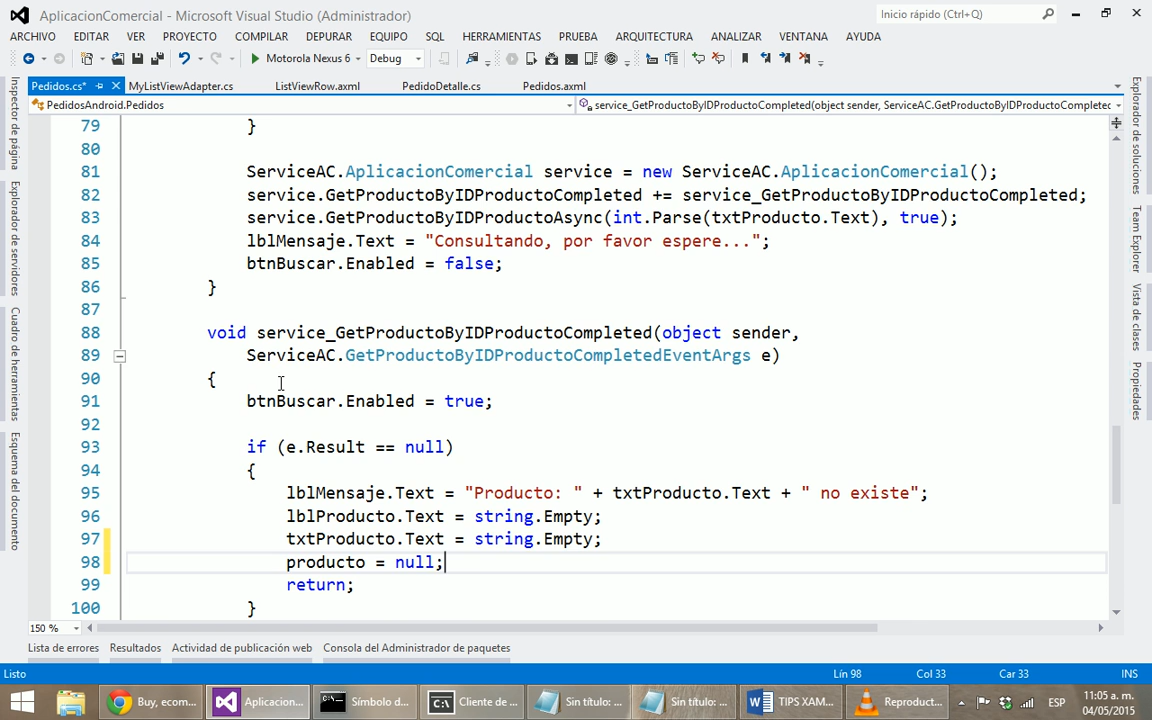 AplicacionComercial - Microsoft Visual Studio (Administrador)
Inicio rápido (Ctrl+Q)
ARCHIVO EDITAR VER PROYECTO COMPILAR DEPURAR EQUIPO SQL HERRAMIENTAS PRUEBA ARQUITECTURA ANALIZAR VENTANA AYUDA
Motorola Nexus 6 Debug
Pedidos.cs* MyListViewAdapter.cs ListViewRow.axml PedidoDetalle.cs Pedidos.axml
PedidosAndroid.Pedidos service_GetProductoByIDProductoCompleted(object sender, ServiceAC.GetProductoByIDProductoComplete
79 }
80
81 ServiceAC.AplicacionComercial service = new ServiceAC.AplicacionComercial();
82 service.GetProductoByIDProductoCompleted += service_GetProductoByIDProductoCompleted;
83 service.GetProductoByIDProductoAsync(int.Parse(txtProducto.Text), true);
84 lblMensaje.Text = "Consultando, por favor espere...";
85 btnBuscar.Enabled = false;
86 }
87
88 void service_GetProductoByIDProductoCompleted(object sender,
89 ServiceAC.GetProductoByIDProductoCompletedEventArgs e)
90 {
91 btnBuscar.Enabled = true;
92
93 if (e.Result == null)
94 {
95 lblMensaje.Text = "Producto: " + txtProducto.Text + " no existe";
96 lblProducto.Text = string.Empty;
97 txtProducto.Text = string.Empty;
98 producto = null;
99 return;
100 }
150 %
Inspector de página
Explorador de servidores
Cuadro de herramientas
Esquema del documento
Explorador de soluciones
Team Explorer
Vista de clases
Propiedades
Lista de errores Resultados Actividad de publicación web Consola del Administrador de paquetes
Listo Lín 98 Col 33 Car 33 INS
Buy, ecom... Aplicacion... Símbolo d... Cliente de ... Sin título: ... Sin título: ... TIPS XAM... Reproduct... ESP
11:05 a. m.
04/05/2015